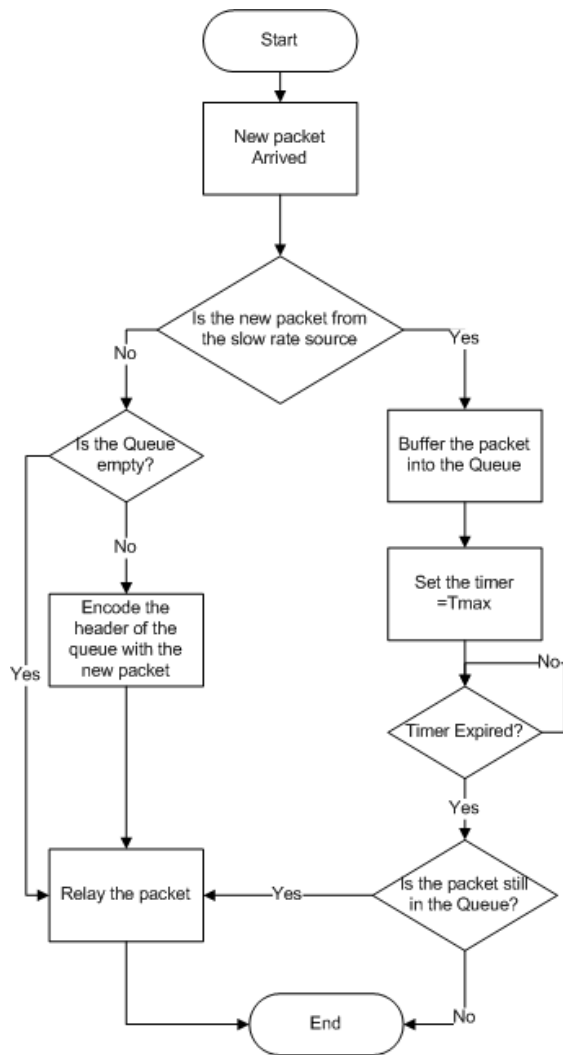 Start
New packet
Arrived
Is the new packet from
the slow rate source
No
Yes
Is the Queue
empty?
Buffer the packet
into the Queue
No
Set the timer
=Tmax
Encode the
header of the
queue with the
new packet
Yes
No
Timer Expired?
Yes
Relay the packet
Yes
Is the packet still
in the Queue?
No
End